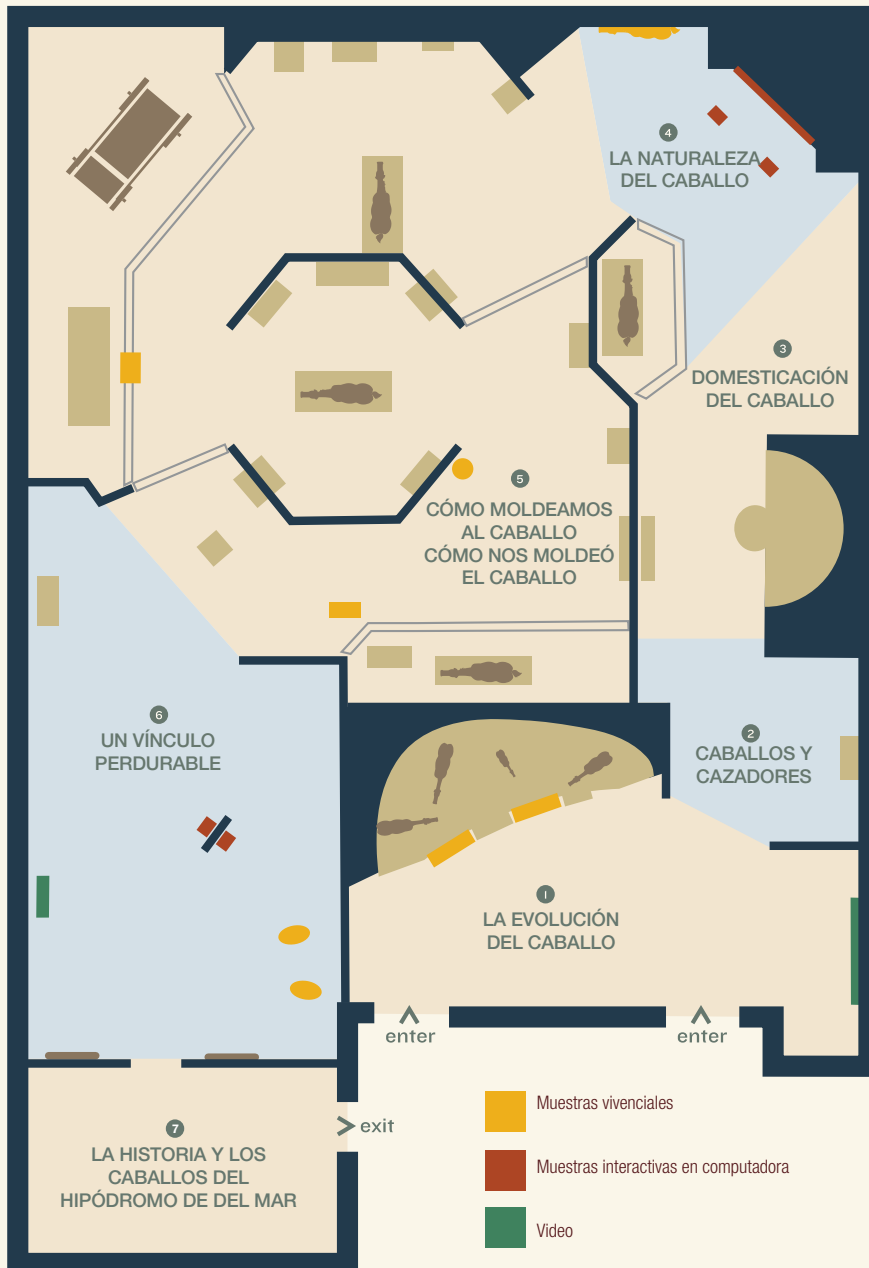 4
LA NATURALEZA
DEL CABALLO
3
DOMESTICACIÓN
DEL CABALLO
5
CÓMO MOLDEAMOS
AL CABALLO
CÓMO NOS MOLDEÓ
EL CABALLO
6
UN VÍNCULO
PERDURABLE
2
CABALLOS Y
CAZADORES
1
LA EVOLUCIÓN
DEL CABALLO
enter
enter
7
LA HISTORIA Y LOS
CABALLOS DEL
HIPÓDROMO DE DEL MAR
exit
Muestras vivenciales
Muestras interactivas en computadora
Video